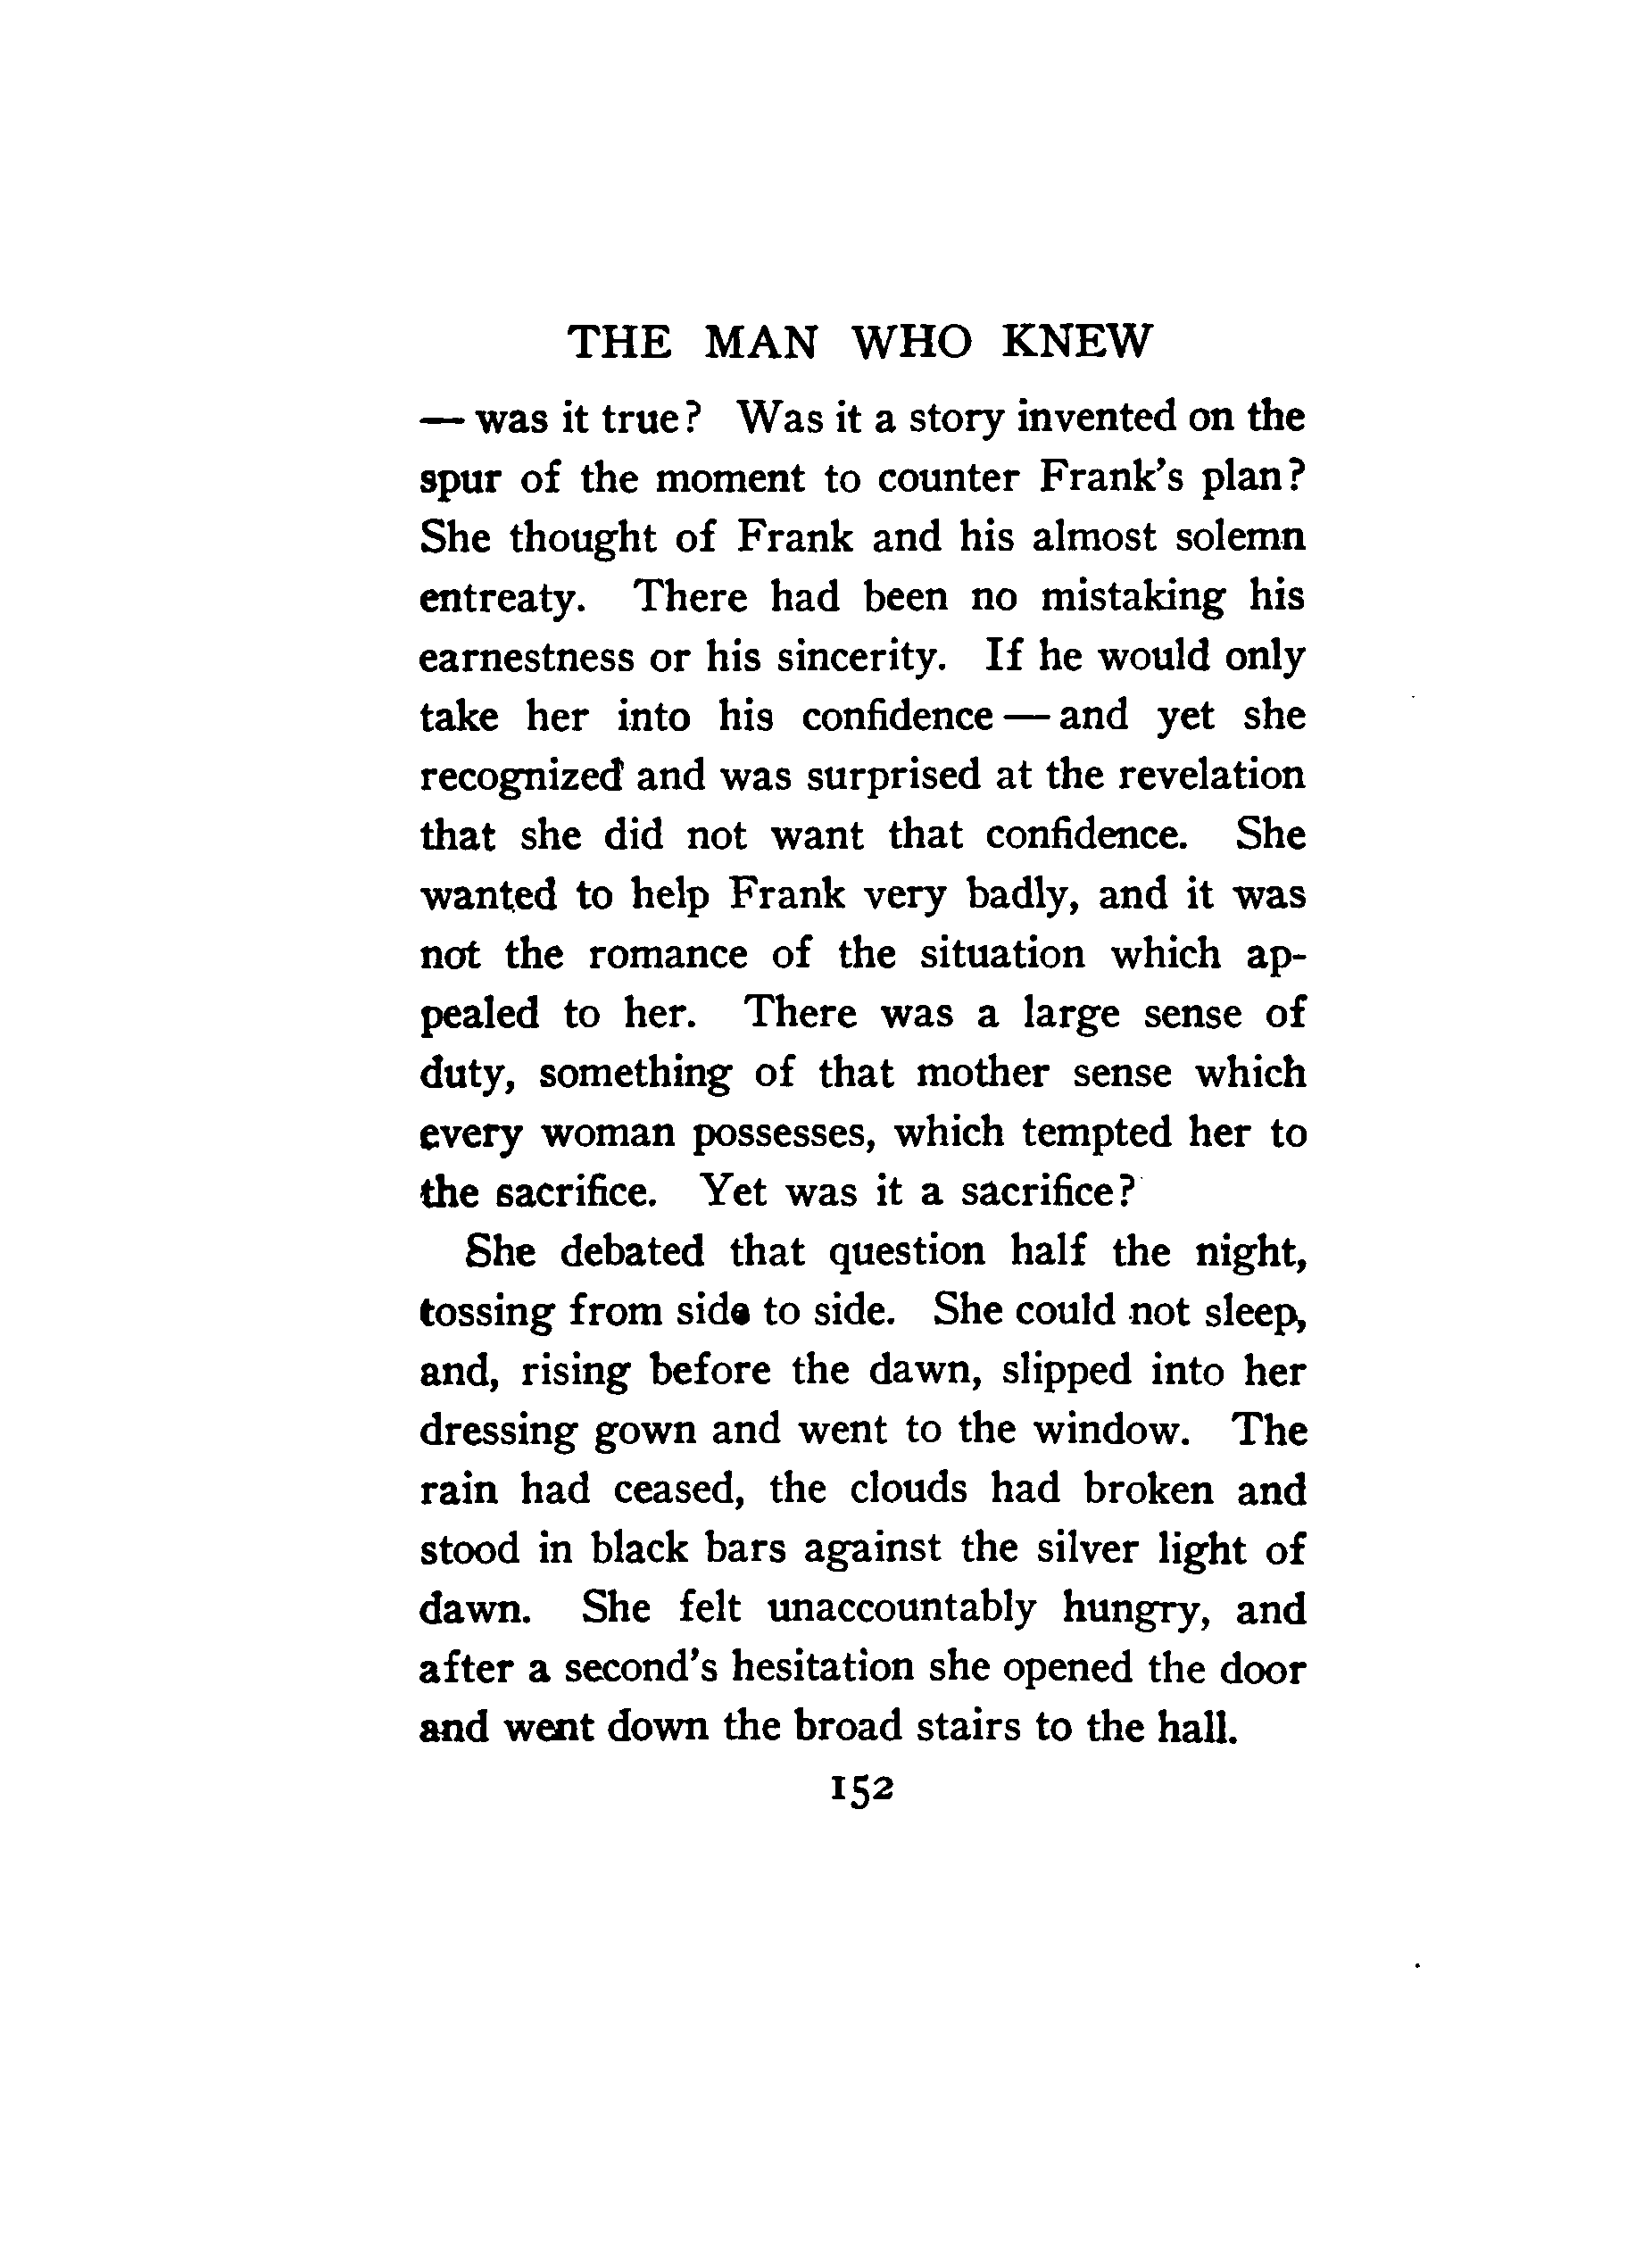 THE MAN WHO KNEW
— was it true? Was it a story invented on the
spur of the moment to counter Frank's plan?
She thought of Frank and his almost solemn
entreaty. There had been no mistaking his
earnestness or his sincerity. If he would only
take her into his confidence — and yet she
recognized and was surprised at the revelation
that she did not want that confidence. She
wanted to help Frank very badly, and it was
not the romance of the situation which ap-
pealed to her. There was a large sense of
duty, something of that mother sense which
every woman possesses, which tempted her to
the sacrifice. Yet was it a sacrifice?
She debated that question half the night,
tossing from side to side. She could not sleep,
and, rising before the dawn, slipped into her
dressing gown and went to the window. The
rain had ceased, the clouds had broken and
stood in black bars against the silver light of
dawn. She felt unaccountably hungry, and
after a second's hesitation she opened the door
and went down the broad stairs to the hall.
152